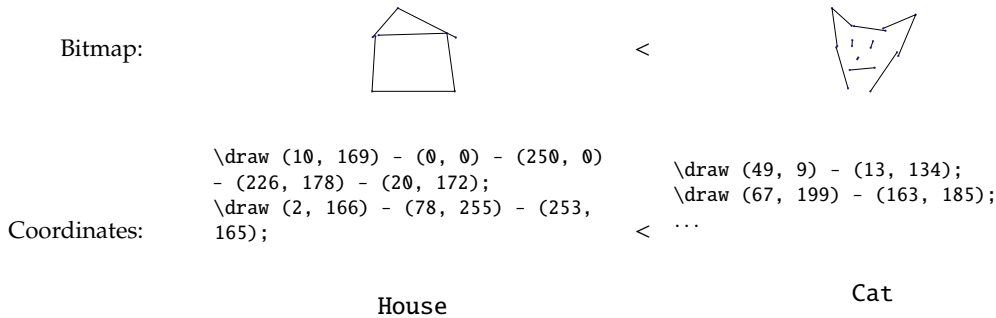 Bitmap: <
\draw (10, 169) – (0, 0) – (250, 0)
– (226, 178) – (20, 172);
\draw (2, 166) – (78, 255) – (253,
165);
Coordinates: <
\draw (49, 9) – (13, 134);
\draw (67, 199) – (163, 185);
...
House
Cat